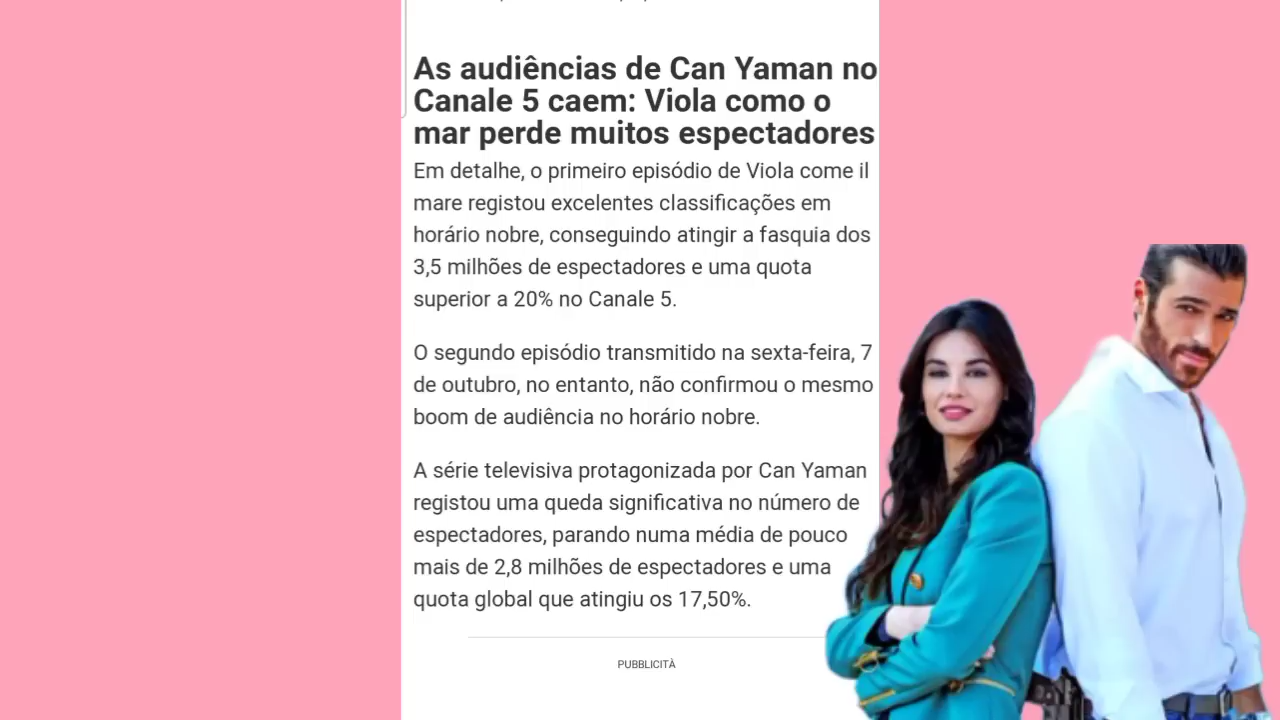 As audiências de Can Yaman no
Canale 5 caem: Viola como o
mar perde muitos espectadores
Em detalhe, o primeiro episódio de Viola come il
mare registou excelentes classificações em
horário nobre, conseguindo atingir a fasquia dos
3,5 milhões de espectadores e uma quota
superior a 20% no Canale 5.
O segundo episódio transmitido na sexta-feira, 7
de outubro, no entanto, não confirmou o mesmo
boom de audiência no horário nobre.
A série televisiva protagonizada por Can Yaman
registou uma queda significativa no número de
espectadores, parando numa média de pouco
mais de 2,8 milhões de espectadores e uma
quota global que atingiu os 17,50%.
PUBBLICITÀ